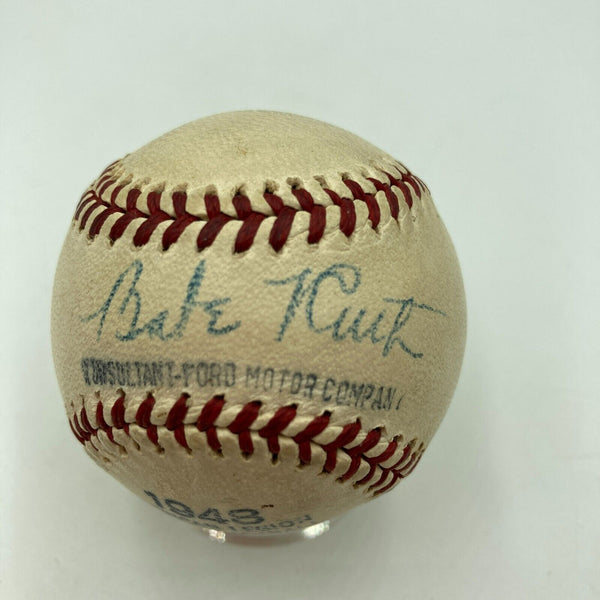 Babe Ruth
CONSULTANT-FORD MOTOR COMPANY
1948